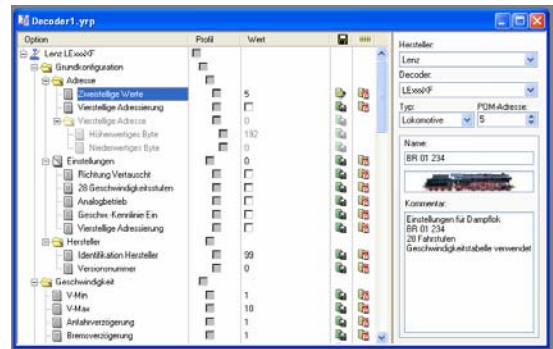 Decoder1.yrp
Option Profil Wert
Lenz LExxxXF
Grundkonfiguration
Adresse
Zweistellige Werte 5
Vierstellige Adressierung
Vierstellige Adresse 0
Höherwertiges Byte 192
Niederwertiges Byte 0
Einstellungen 0
Richtung Vertauscht
28 Geschwindigkeitsstufen
Analogbetrieb
Geschw.-Kennlinie Ein
Vierstellige Adressierung
Hersteller
Identifikation Hersteller 99
Versionsnummer 0
Geschwindigkeit
V-Min 1
V-Max 10
Anfahrverzögerung 1
Bremsverzögerung 1
Hersteller:
Lenz
Decoder:
LExxxXF
Typ: POM-Adresse:
Lokomotive 5
Name:
BR 01 234
Kommentar:
Einstellungen für Dampflok
BR 01 234
28 Fahrstufen
Geschwindigkeitstabelle verwendet